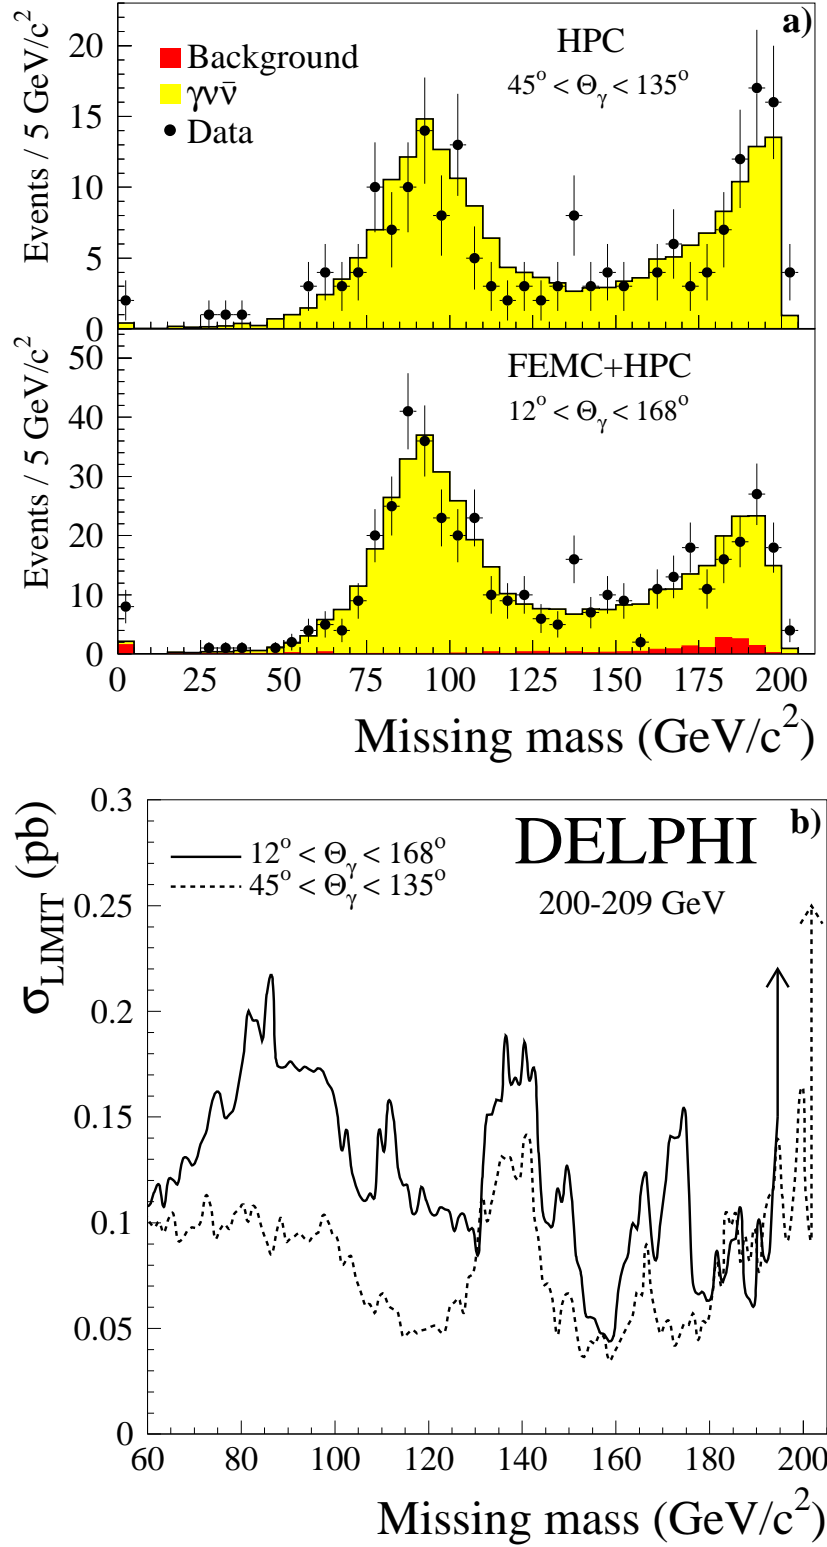 a)
HPC
45° < Θγ < 135°
Background
γνν̄
Data
Events / 5 GeV/c²
20
15
10
5
0
FEMC+HPC
12° < Θγ < 168°
Events / 5 GeV/c²
50
40
30
20
10
0
0 25 50 75 100 125 150 175 200
Missing mass (GeV/c²)
b)
DELPHI
200-209 GeV
12° < Θγ < 168°
45° < Θγ < 135°
σLIMIT (pb)
0.3
0.25
0.2
0.15
0.1
0.05
0
60 80 100 120 140 160 180 200
Missing mass (GeV/c²)